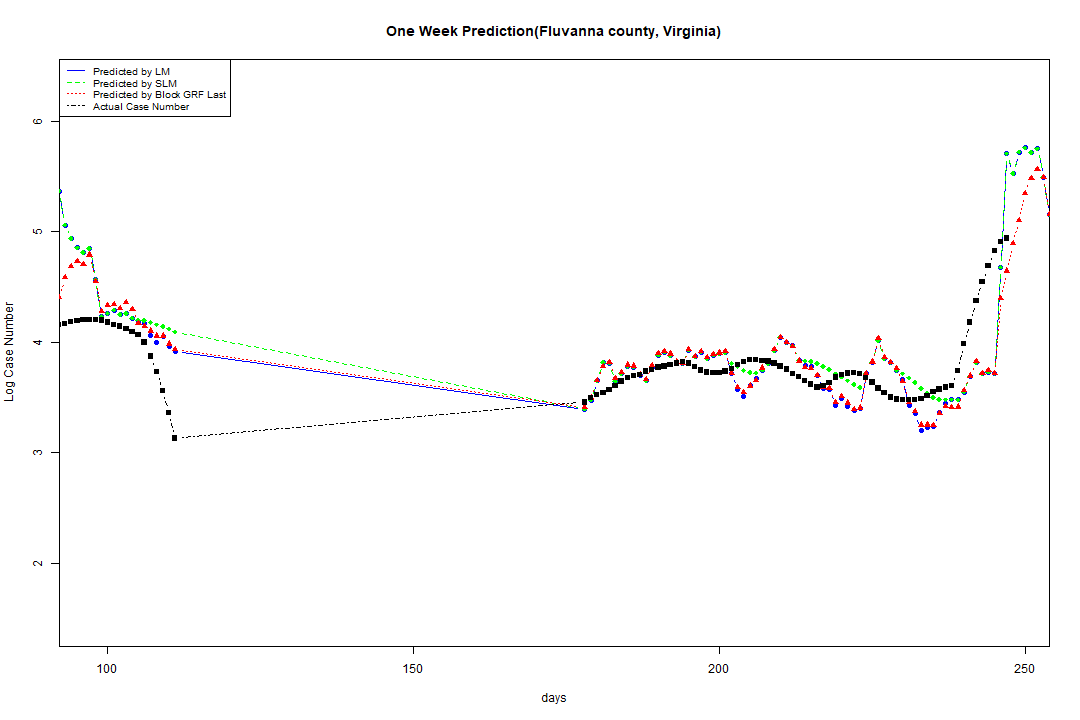 One Week Prediction(Fluvanna county, Virginia)
Predicted by LM
Predicted by SLM
Predicted by Block GRF Last
Actual Case Number
Log Case Number
6
5
4
3
2
100 150 200 250
days